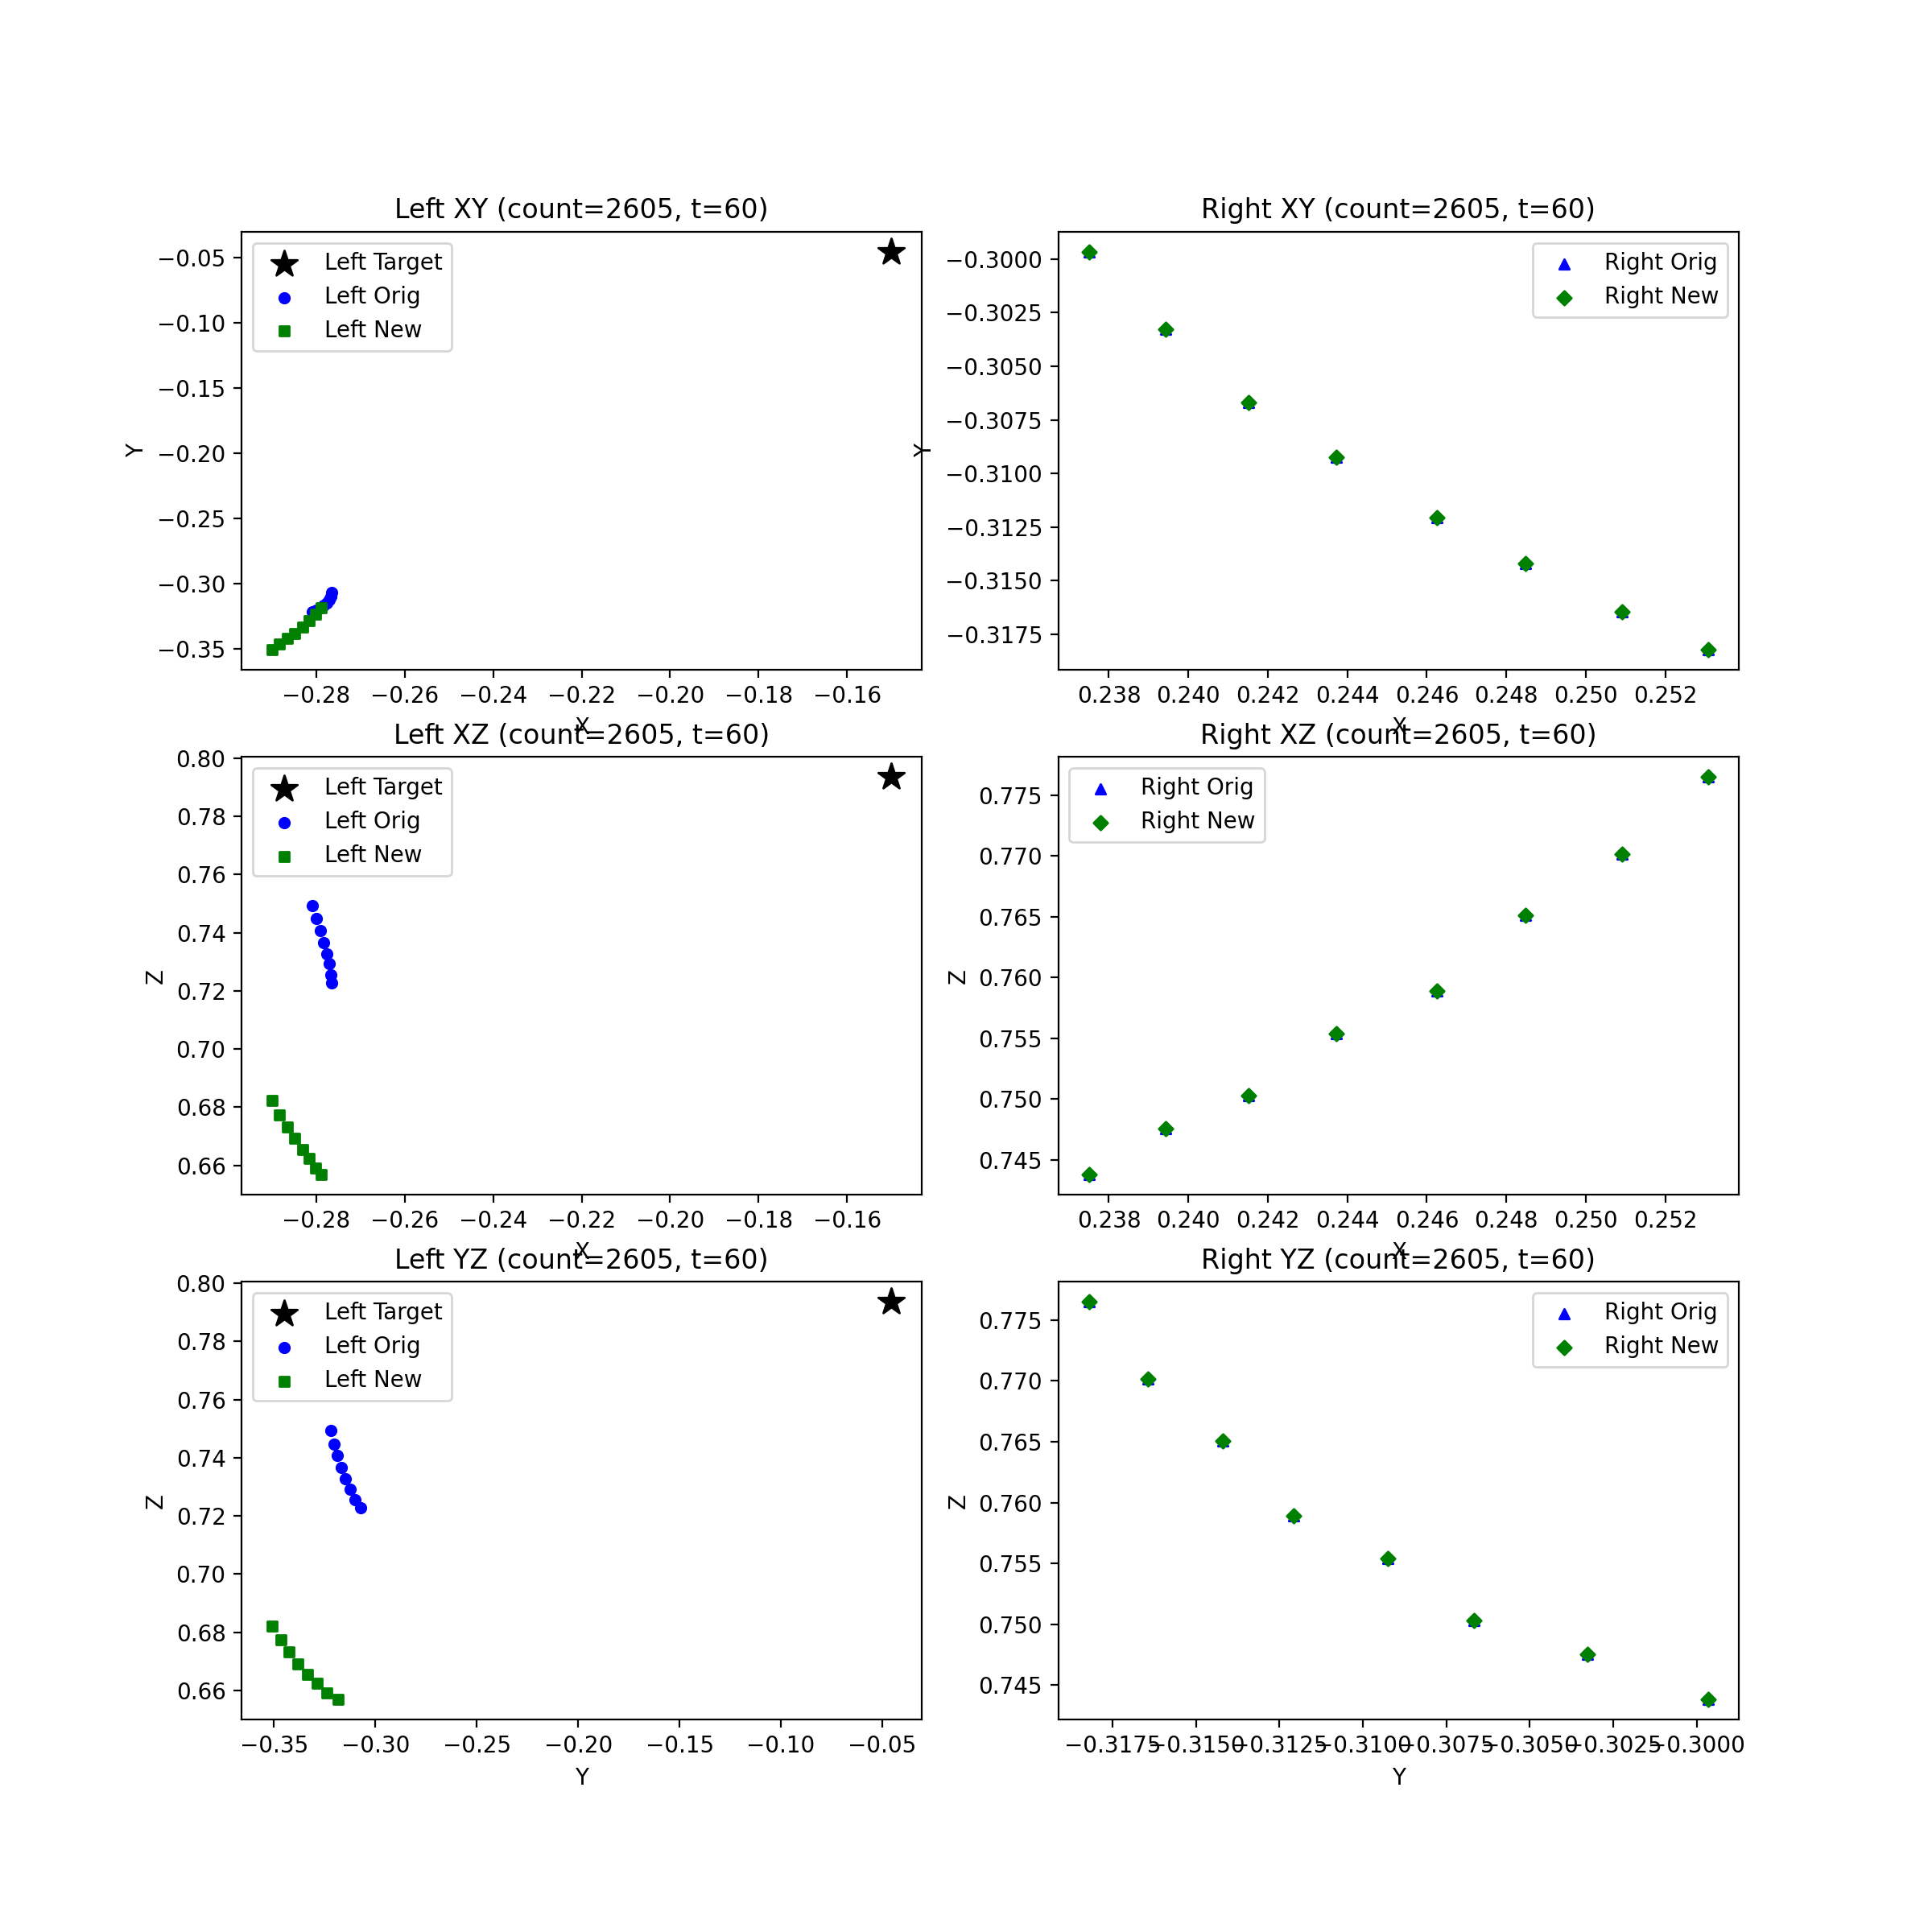 Left XY (count=2605, t=60)
Left Target
Left Orig
Left New
−0.05
−0.10
−0.15
−0.20
−0.25
−0.30
−0.35
Y
−0.28 −0.26 −0.24 −0.22 −0.20 −0.18 −0.16
X
Right XY (count=2605, t=60)
Right Orig
Right New
−0.3000
−0.3025
−0.3050
−0.3075
−0.3100
−0.3125
−0.3150
−0.3175
Y
0.238 0.240 0.242 0.244 0.246 0.248 0.250 0.252
X
Left XZ (count=2605, t=60)
Left Target
Left Orig
Left New
0.80
0.78
0.76
0.74
0.72
0.70
0.68
0.66
Z
−0.28 −0.26 −0.24 −0.22 −0.20 −0.18 −0.16
X
Right XZ (count=2605, t=60)
Right Orig
Right New
0.775
0.770
0.765
0.760
0.755
0.750
0.745
Z
0.238 0.240 0.242 0.244 0.246 0.248 0.250 0.252
X
Left YZ (count=2605, t=60)
Left Target
Left Orig
Left New
0.80
0.78
0.76
0.74
0.72
0.70
0.68
0.66
Z
−0.35 −0.30 −0.25 −0.20 −0.15 −0.10 −0.05
Y
Right YZ (count=2605, t=60)
Right Orig
Right New
0.775
0.770
0.765
0.760
0.755
0.750
0.745
Z
−0.3175 −0.3150 −0.3125 −0.3100 −0.3075 −0.3050 −0.3025 −0.3000
Y